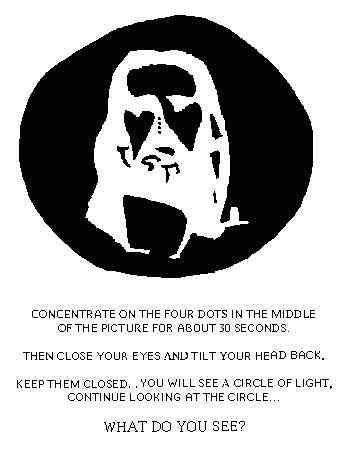 CONCENTRATE ON THE FOUR DOTS IN THE MIDDLE
OF THE PICTURE FOR ABOUT 30 SECONDS.
THEN CLOSE YOUR EYES AND TILT YOUR HEAD BACK.
KEEP THEM CLOSED. . YOU WILL SEE A CIRCLE OF LIGHT,
CONTINUE LOOKING AT THE CIRCLE...
WHAT DO YOU SEE?